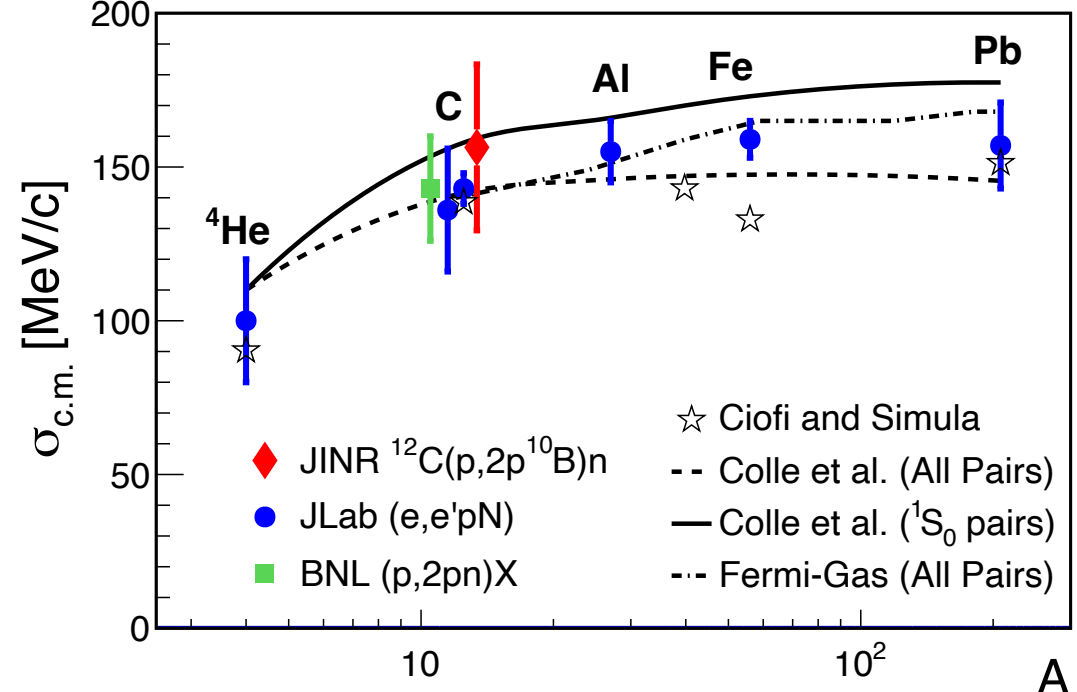 200
150
100
50
0
σc.m. [MeV/c]
⁴He
C
Al
Fe
Pb
JINR ¹²C(p,2p¹⁰B)n
JLab (e,e'pN)
BNL (p,2pn)X
Ciofi and Simula
Colle et al. (All Pairs)
Colle et al. (¹S₀ pairs)
Fermi-Gas (All Pairs)
10
10²
A